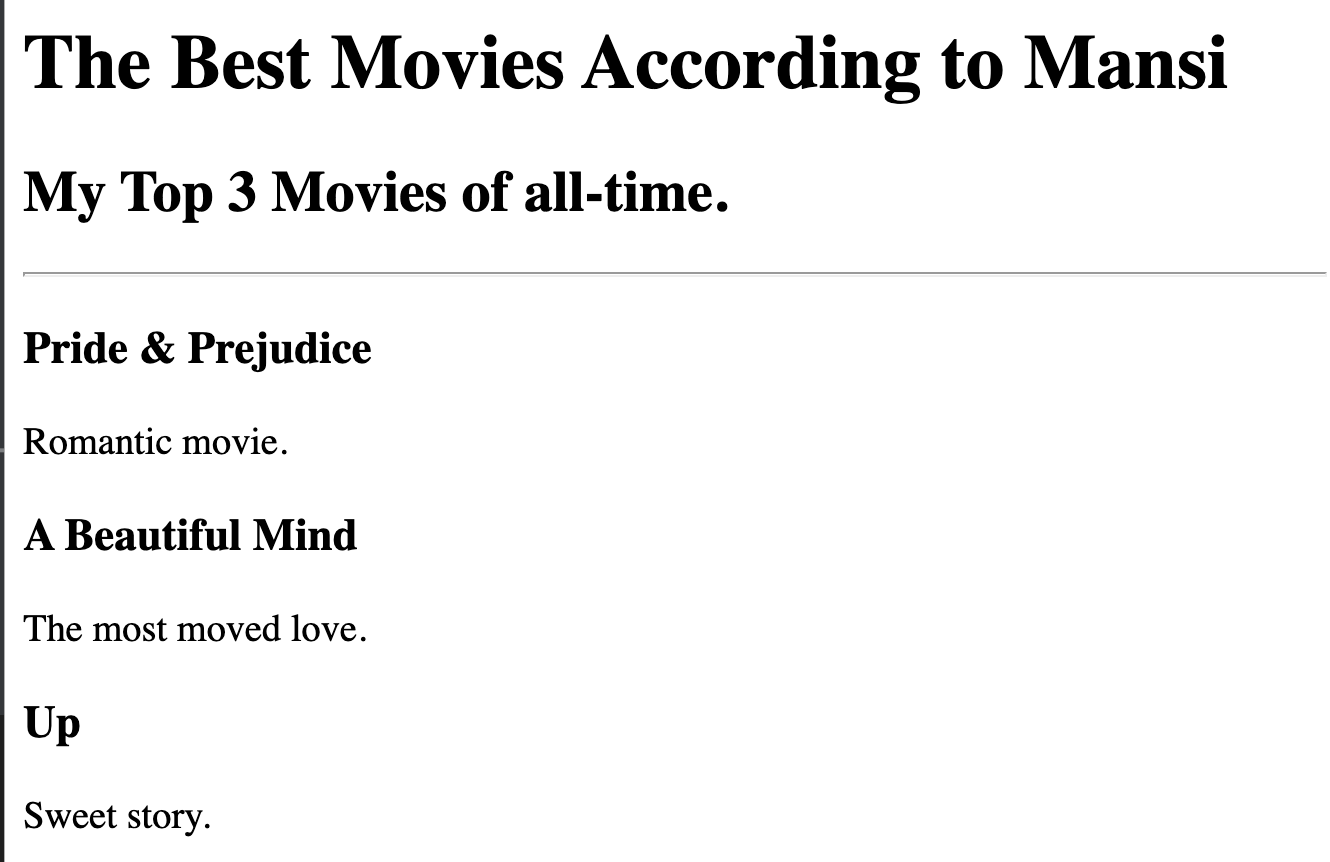 The Best Movies According to Mansi
My Top 3 Movies of all-time.
Pride & Prejudice
Romantic movie.
A Beautiful Mind
The most moved love.
Up
Sweet story.